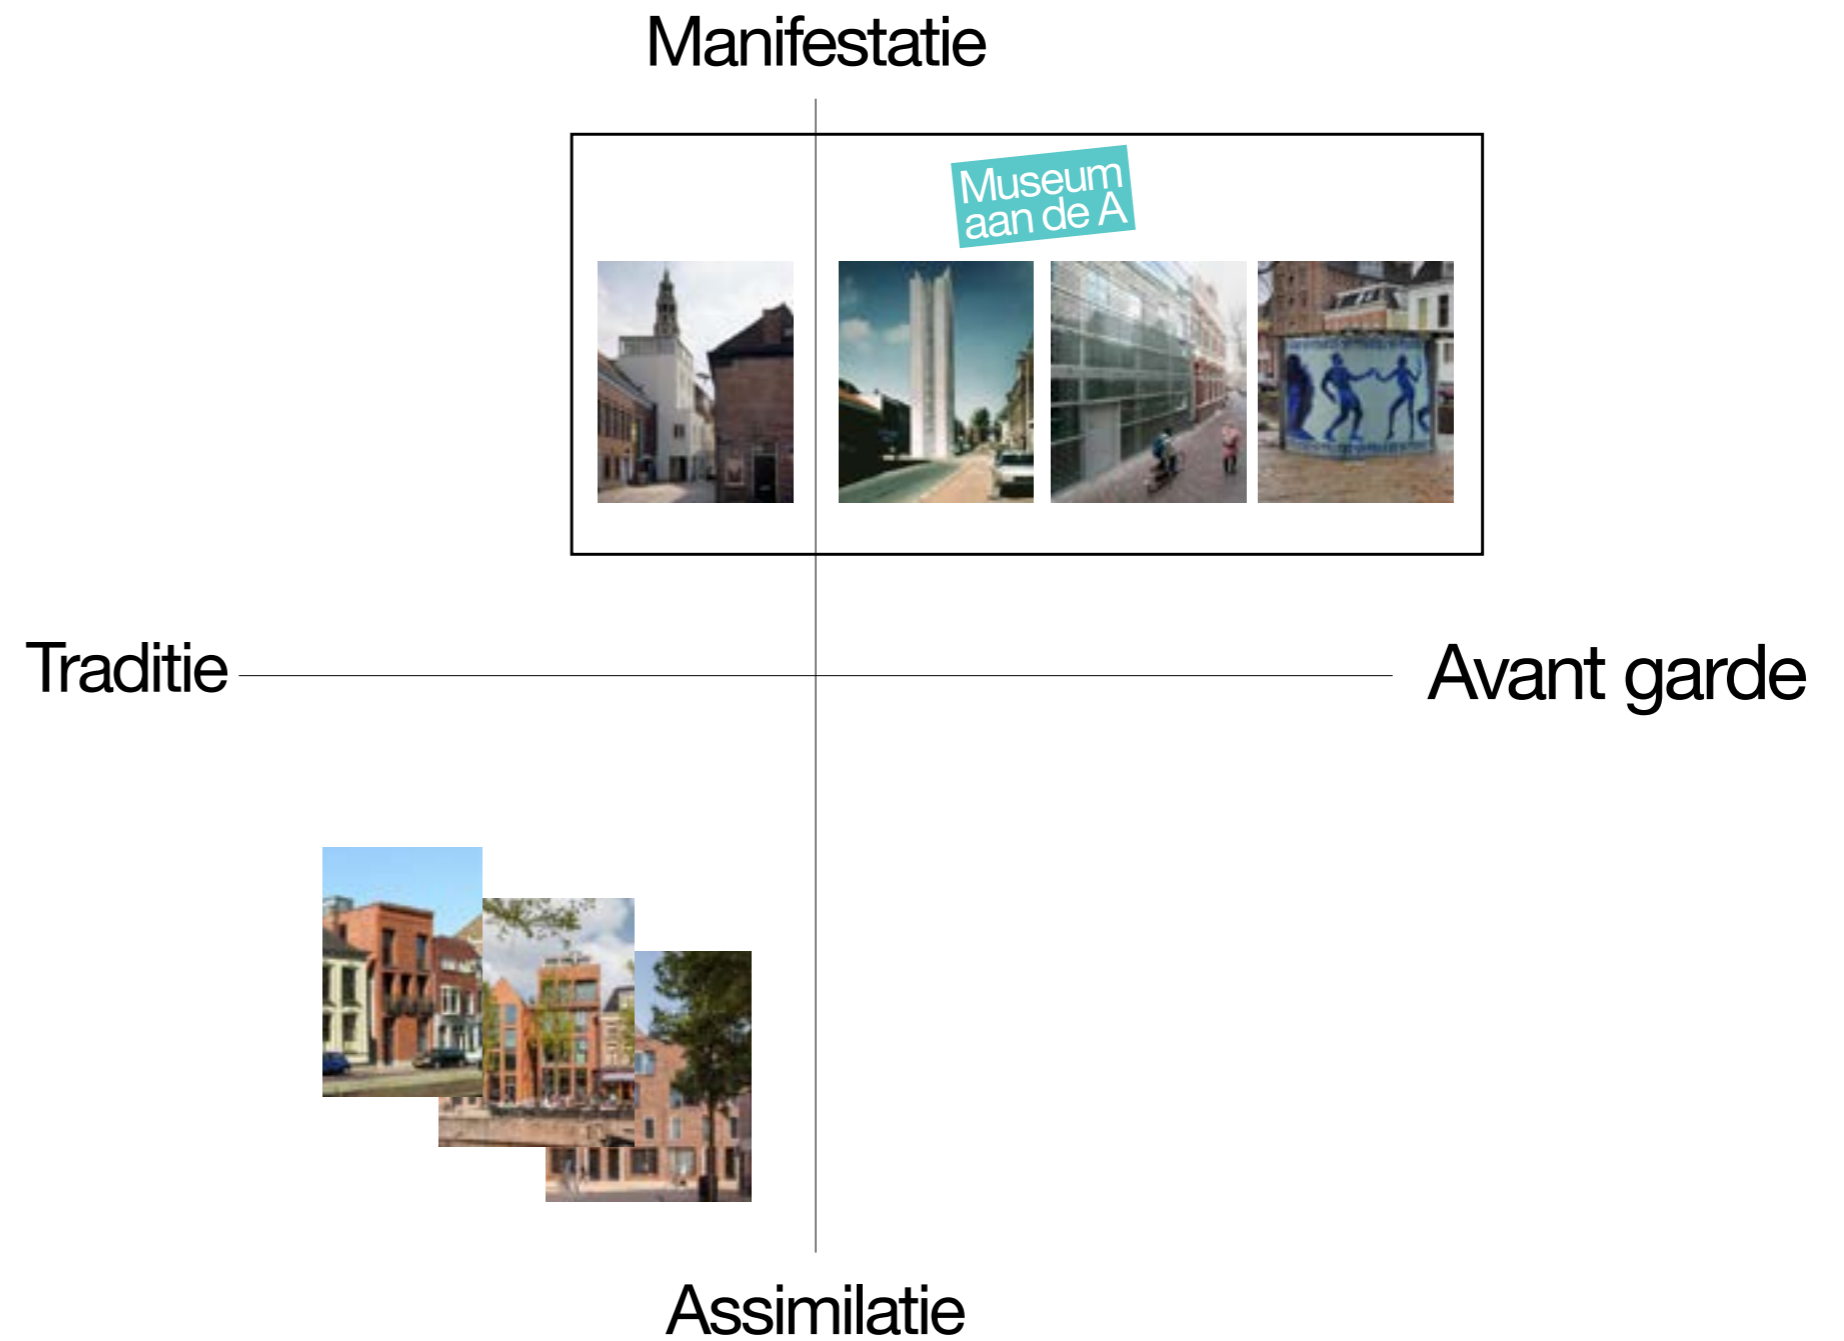 Manifestatie
Museum
aan de A
Traditie
Avant garde
Assimilatie